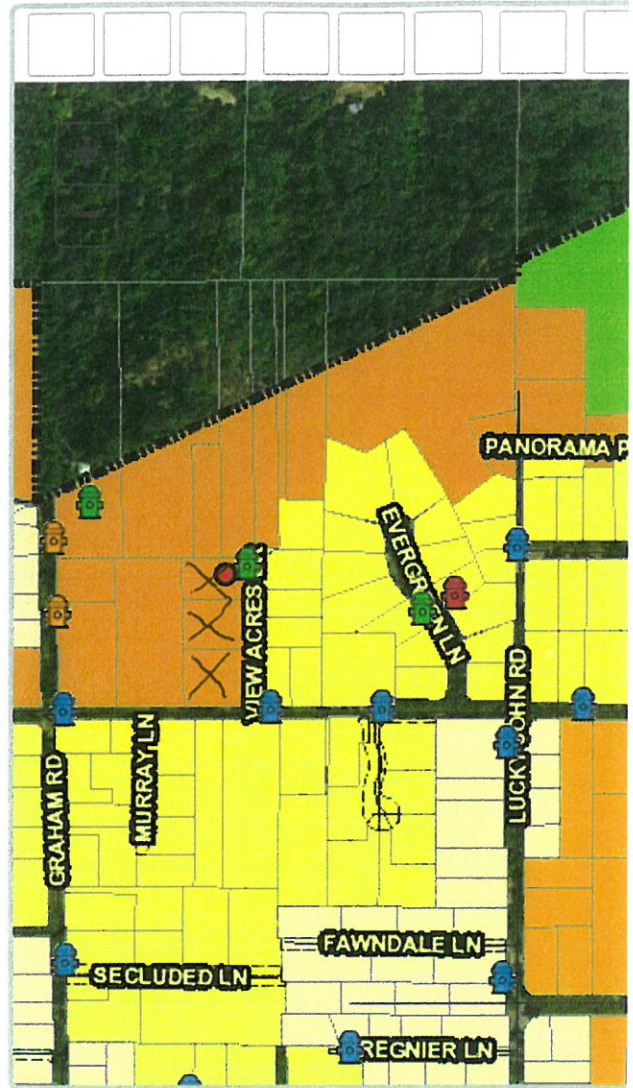 PANORAMA P
EVERGREEN LN
VIEW ACRES
LUCKY JOHN RD
MURRAY LN
GRAHAM RD
FAWNDALE LN
SECLUDED LN
REGNIER LN